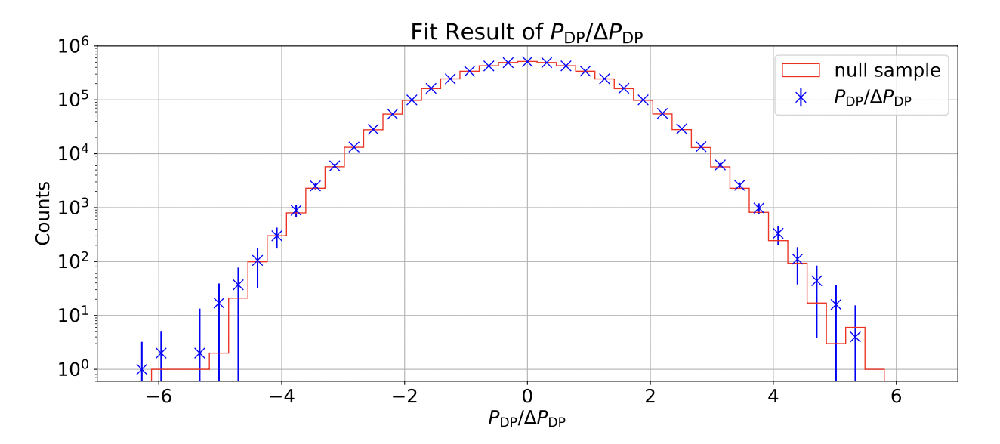 Fit Result of P_DP/ΔP_DP
Counts
10^6
10^5
10^4
10^3
10^2
10^1
10^0
null sample
P_DP/ΔP_DP
−6 −4 −2 0 2 4 6
P_DP/ΔP_DP